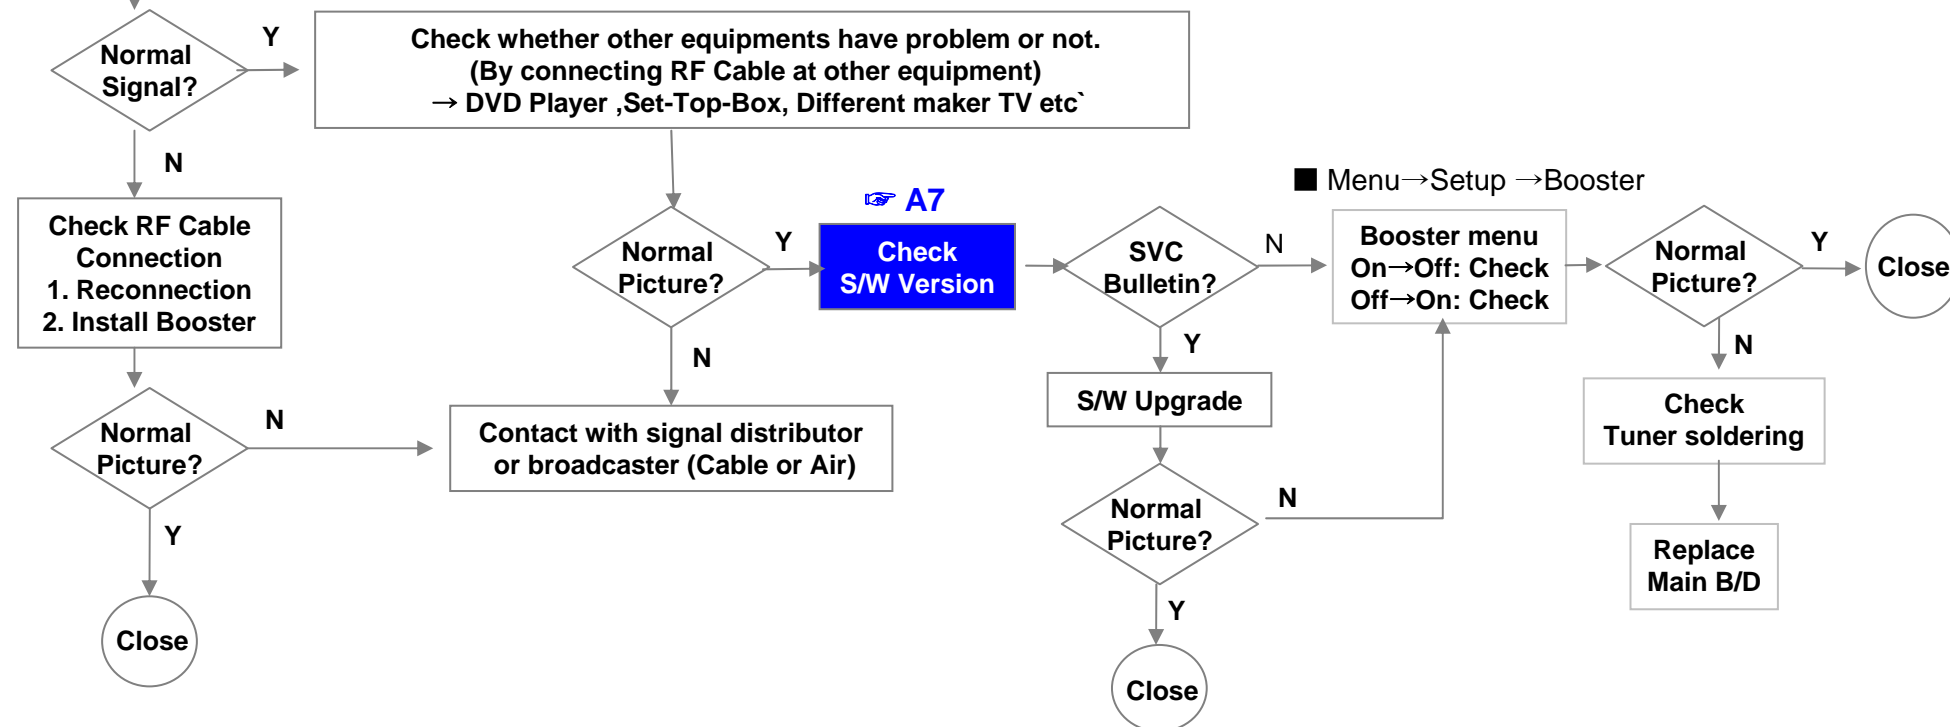 Normal
Signal?
Y
Check whether other equipments have problem or not.
(By connecting RF Cable at other equipment)
→ DVD Player ,Set-Top-Box, Different maker TV etc`
N
Check RF Cable
Connection
1. Reconnection
2. Install Booster
Normal
Picture?
N
Y
Close
Normal
Picture?
Y
N
Contact with signal distributor
or broadcaster (Cable or Air)
☞ A7
Check
S/W Version
SVC
Bulletin?
N
Y
S/W Upgrade
Normal
Picture?
N
Y
Close
■ Menu→Setup →Booster
Booster menu
On→Off: Check
Off→On: Check
Normal
Picture?
Y
Close
N
Check
Tuner soldering
Replace
Main B/D